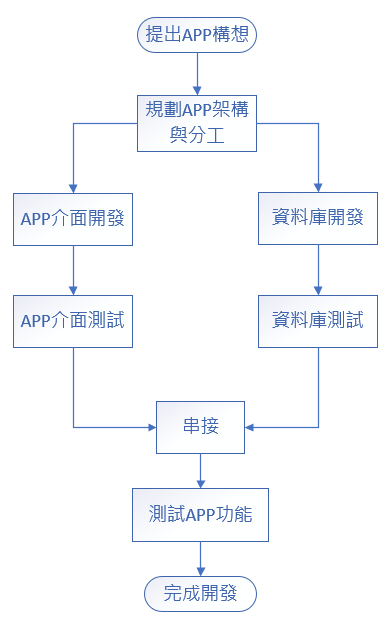 提出APP構想
規劃APP架構
與分工
APP介面開發
資料庫開發
APP介面測試
資料庫測試
串接
測試APP功能
完成開發